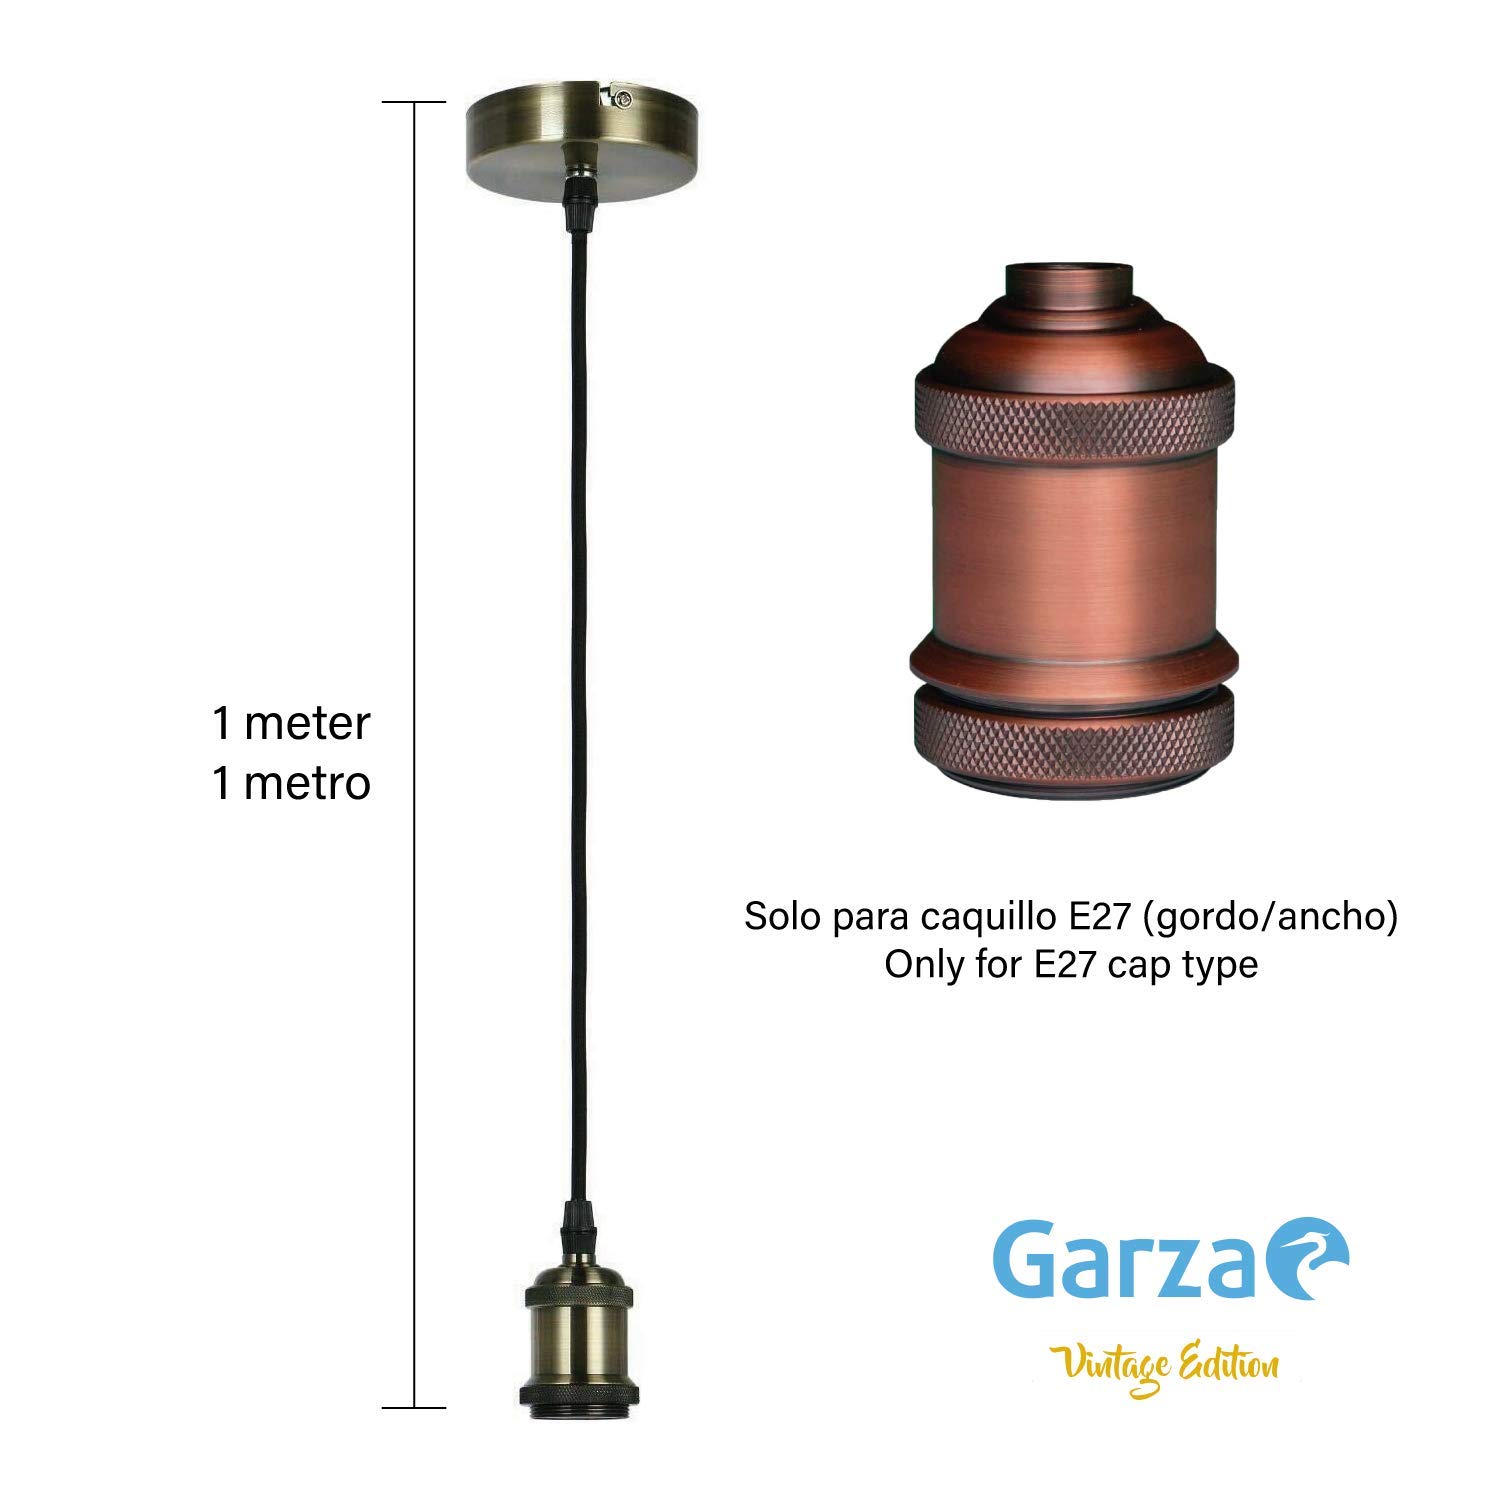 1 meter
1 metro
Solo para caquillo E27 (gordo/ancho)
Only for E27 cap type
Garza
Vintage Edition